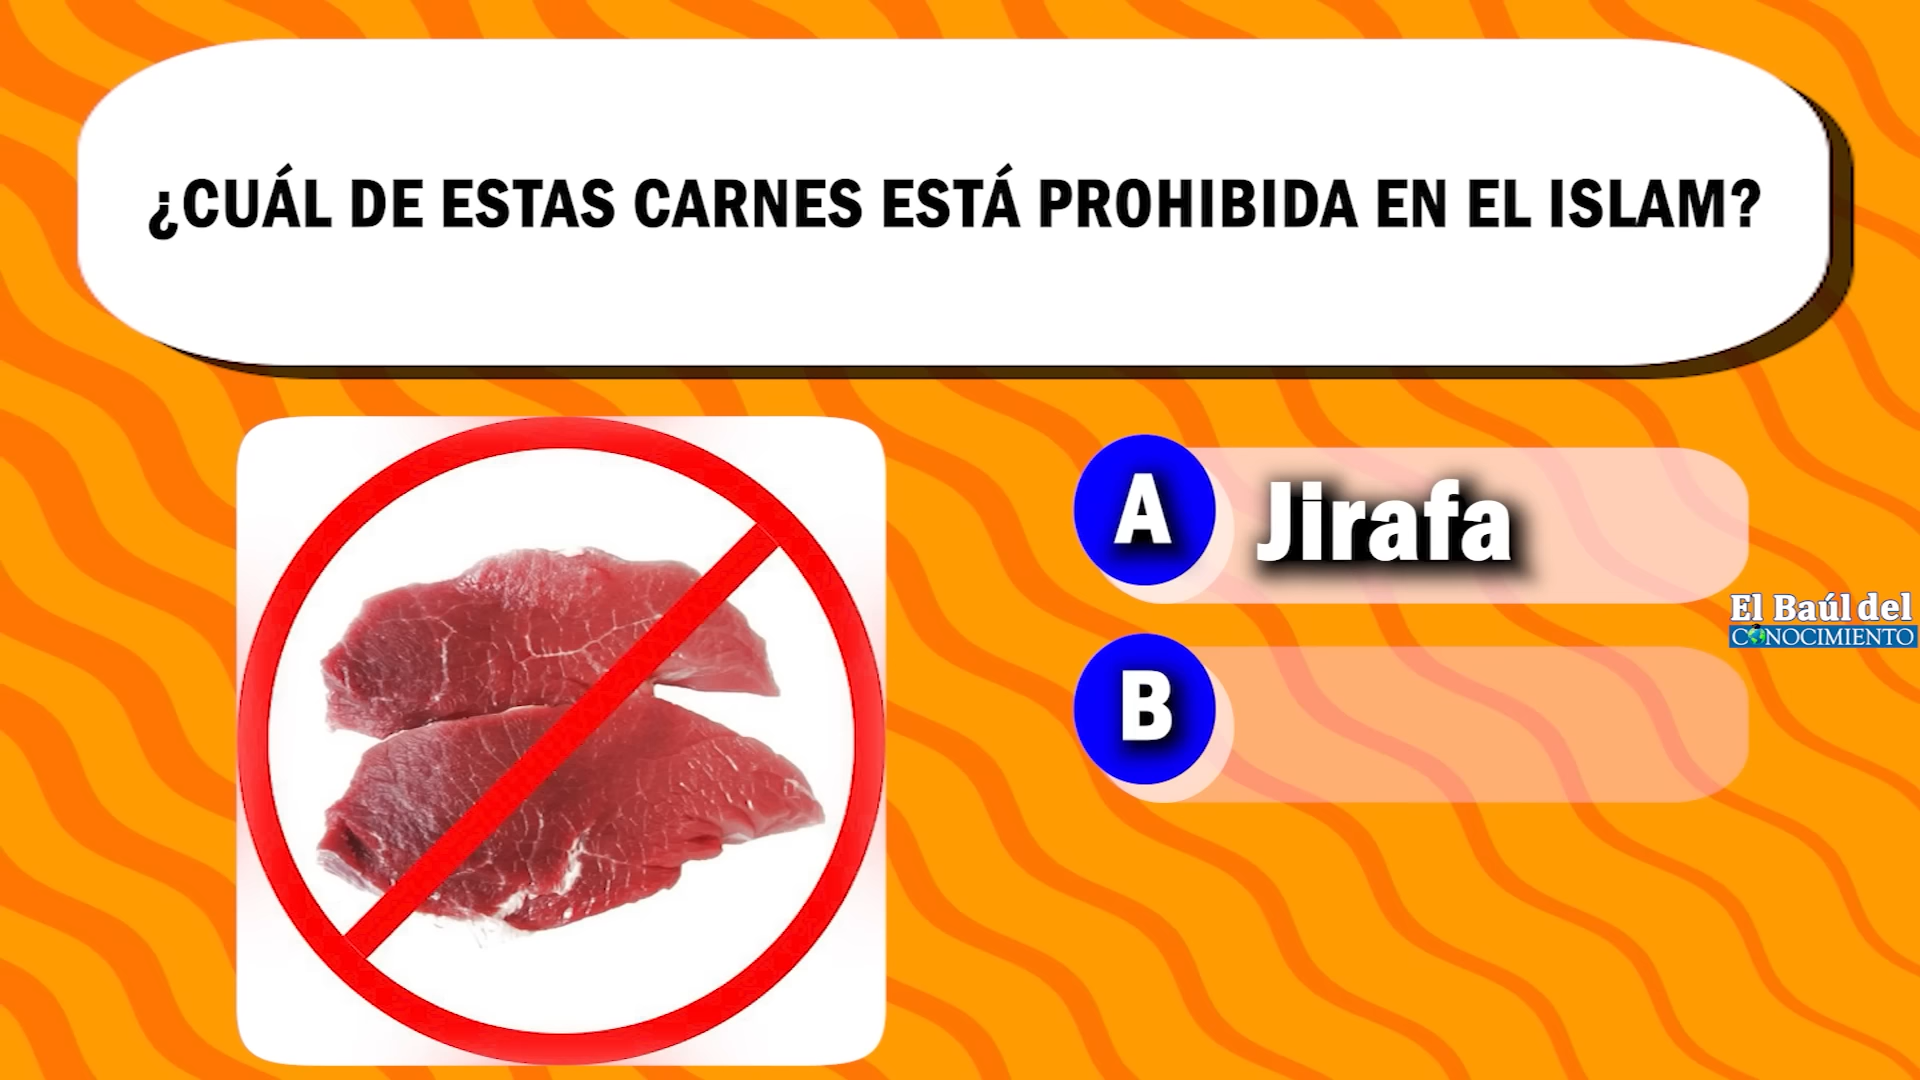 ¿CUÁL DE ESTAS CARNES ESTÁ PROHIBIDA EN EL ISLAM?
A Jirafa
El Baúl del
CONOCIMIENTO
B